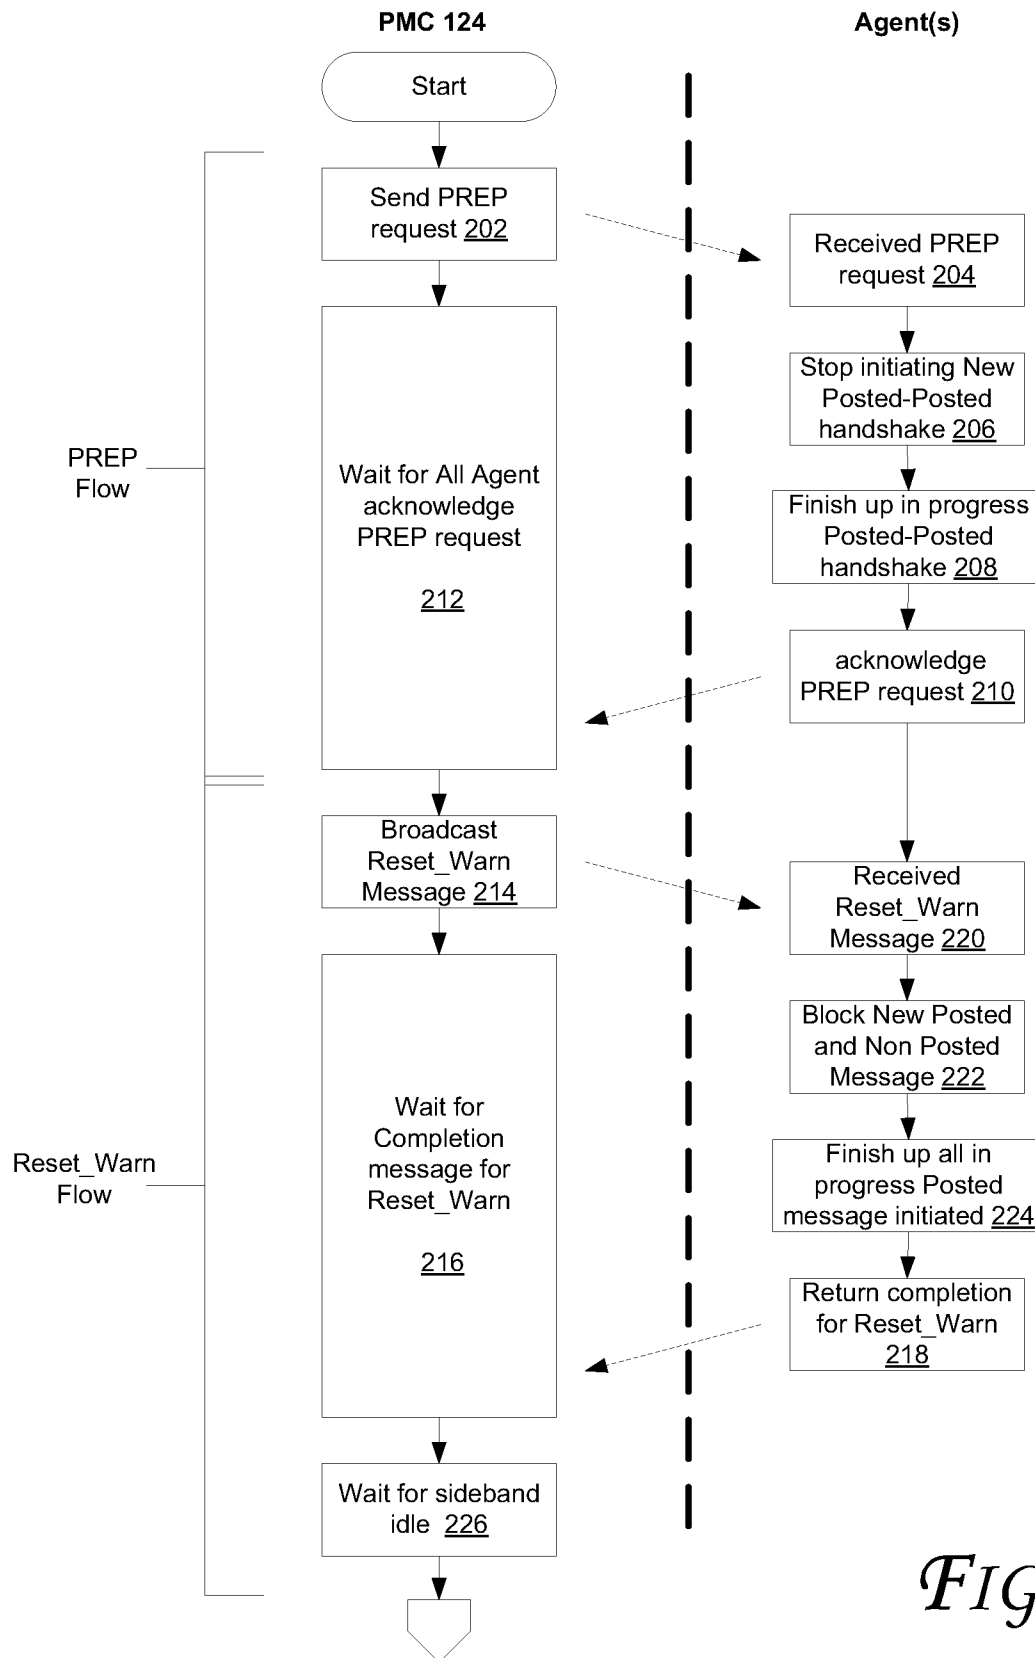 PMC 124
Agent(s)
Start
Send PREP
request 202
Received PREP
request 204
Stop initiating New
Posted-Posted
handshake 206
PREP
Flow
Wait for All Agent
acknowledge
PREP request
212
Finish up in progress
Posted-Posted
handshake 208
acknowledge
PREP request 210
Broadcast
Reset_Warn
Message 214
Received
Reset_Warn
Message 220
Block New Posted
and Non Posted
Message 222
Reset_Warn
Flow
Wait for
Completion
message for
Reset_Warn
216
Finish up all in
progress Posted
message initiated 224
Return completion
for Reset_Warn
218
Wait for sideband
idle 226
FIG